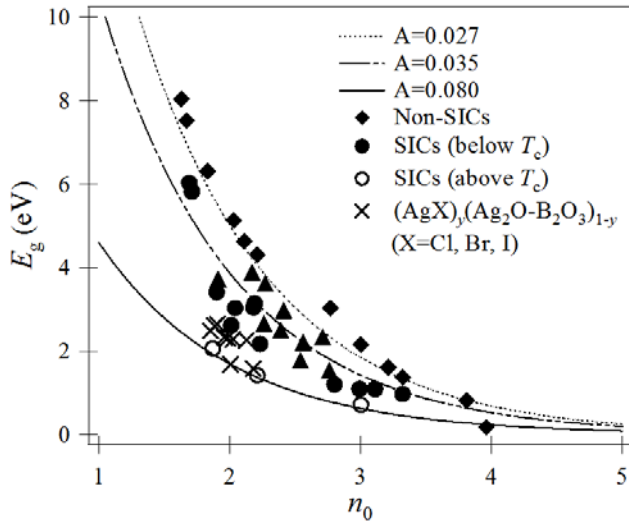 10
8
6
4
2
0
E_g (eV)
A=0.027
A=0.035
A=0.080
Non-SICs
SICs (below T_c)
SICs (above T_c)
(AgX)_y(Ag_2O-B_2O_3)_{1-y}
(X=Cl, Br, I)
1 2 3 4 5
n_0